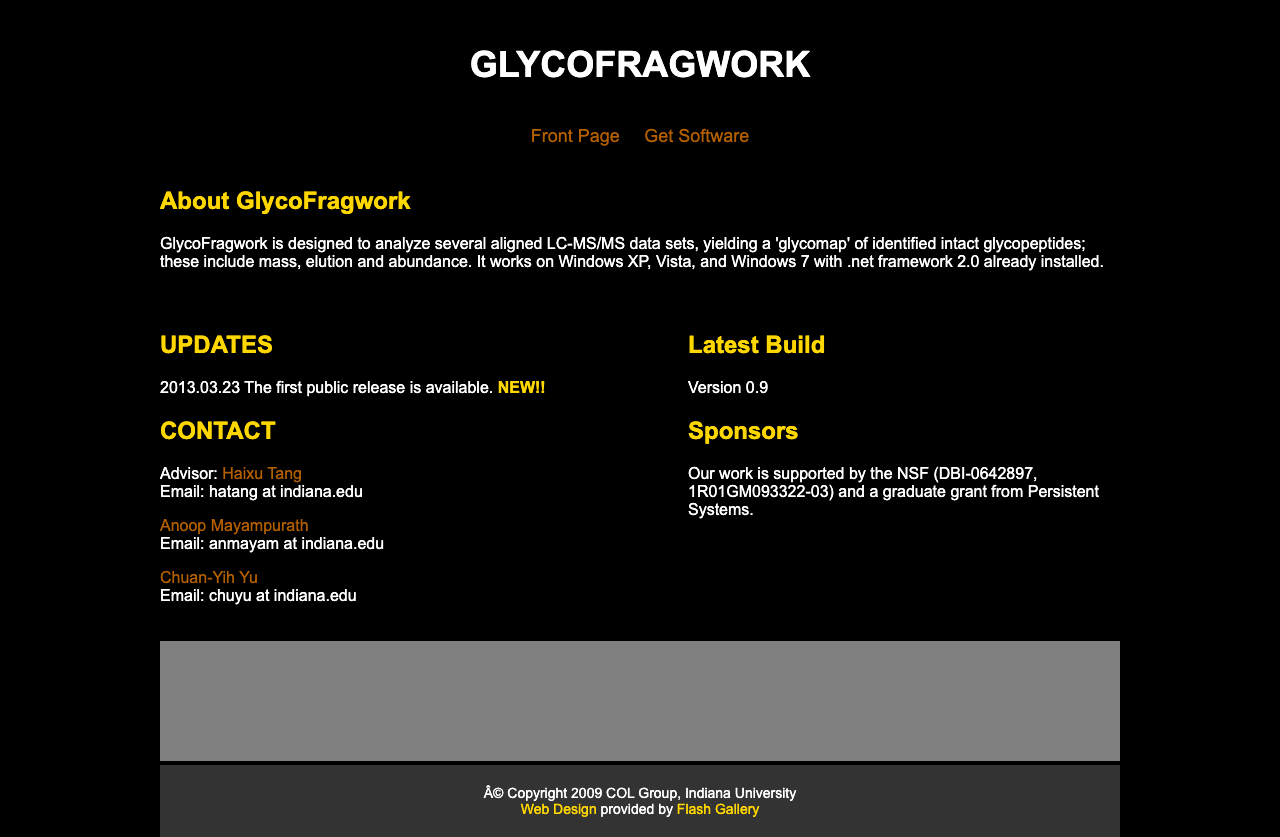 GLYCOFRAGWORK
Front Page Get Software
About GlycoFragwork
GlycoFragwork is designed to analyze several aligned LC-MS/MS data sets, yielding a 'glycomap' of identified intact glycopeptides;
these include mass, elution and abundance. It works on Windows XP, Vista, and Windows 7 with .net framework 2.0 already installed.
UPDATES
2013.03.23 The first public release is available. NEW!!
CONTACT
Advisor: Haixu Tang
Email: hatang at indiana.edu
Anoop Mayampurath
Email: anmayam at indiana.edu
Chuan-Yih Yu
Email: chuyu at indiana.edu
Latest Build
Version 0.9
Sponsors
Our work is supported by the NSF (DBI-0642897,
1R01GM093322-03) and a graduate grant from Persistent
Systems.
Â© Copyright 2009 COL Group, Indiana University
Web Design provided by Flash Gallery